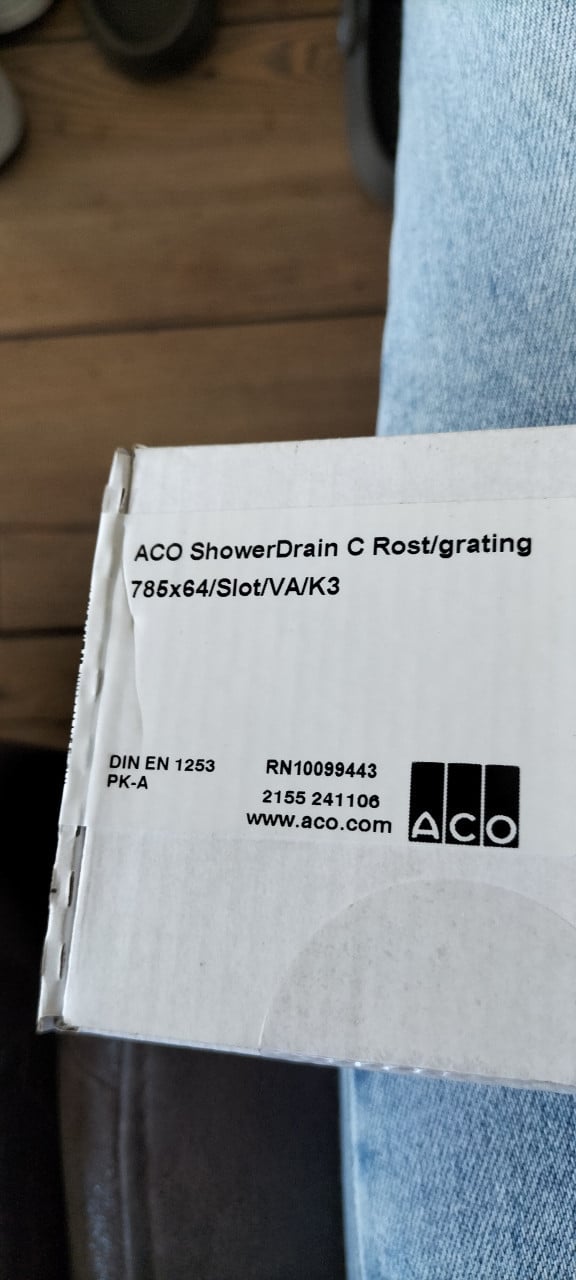 ACO ShowerDrain C Rost/grating
785x64/Slot/VA/K3
DIN EN 1253
PK-A
RN10099443
2155 241106
www.aco.com
ACO